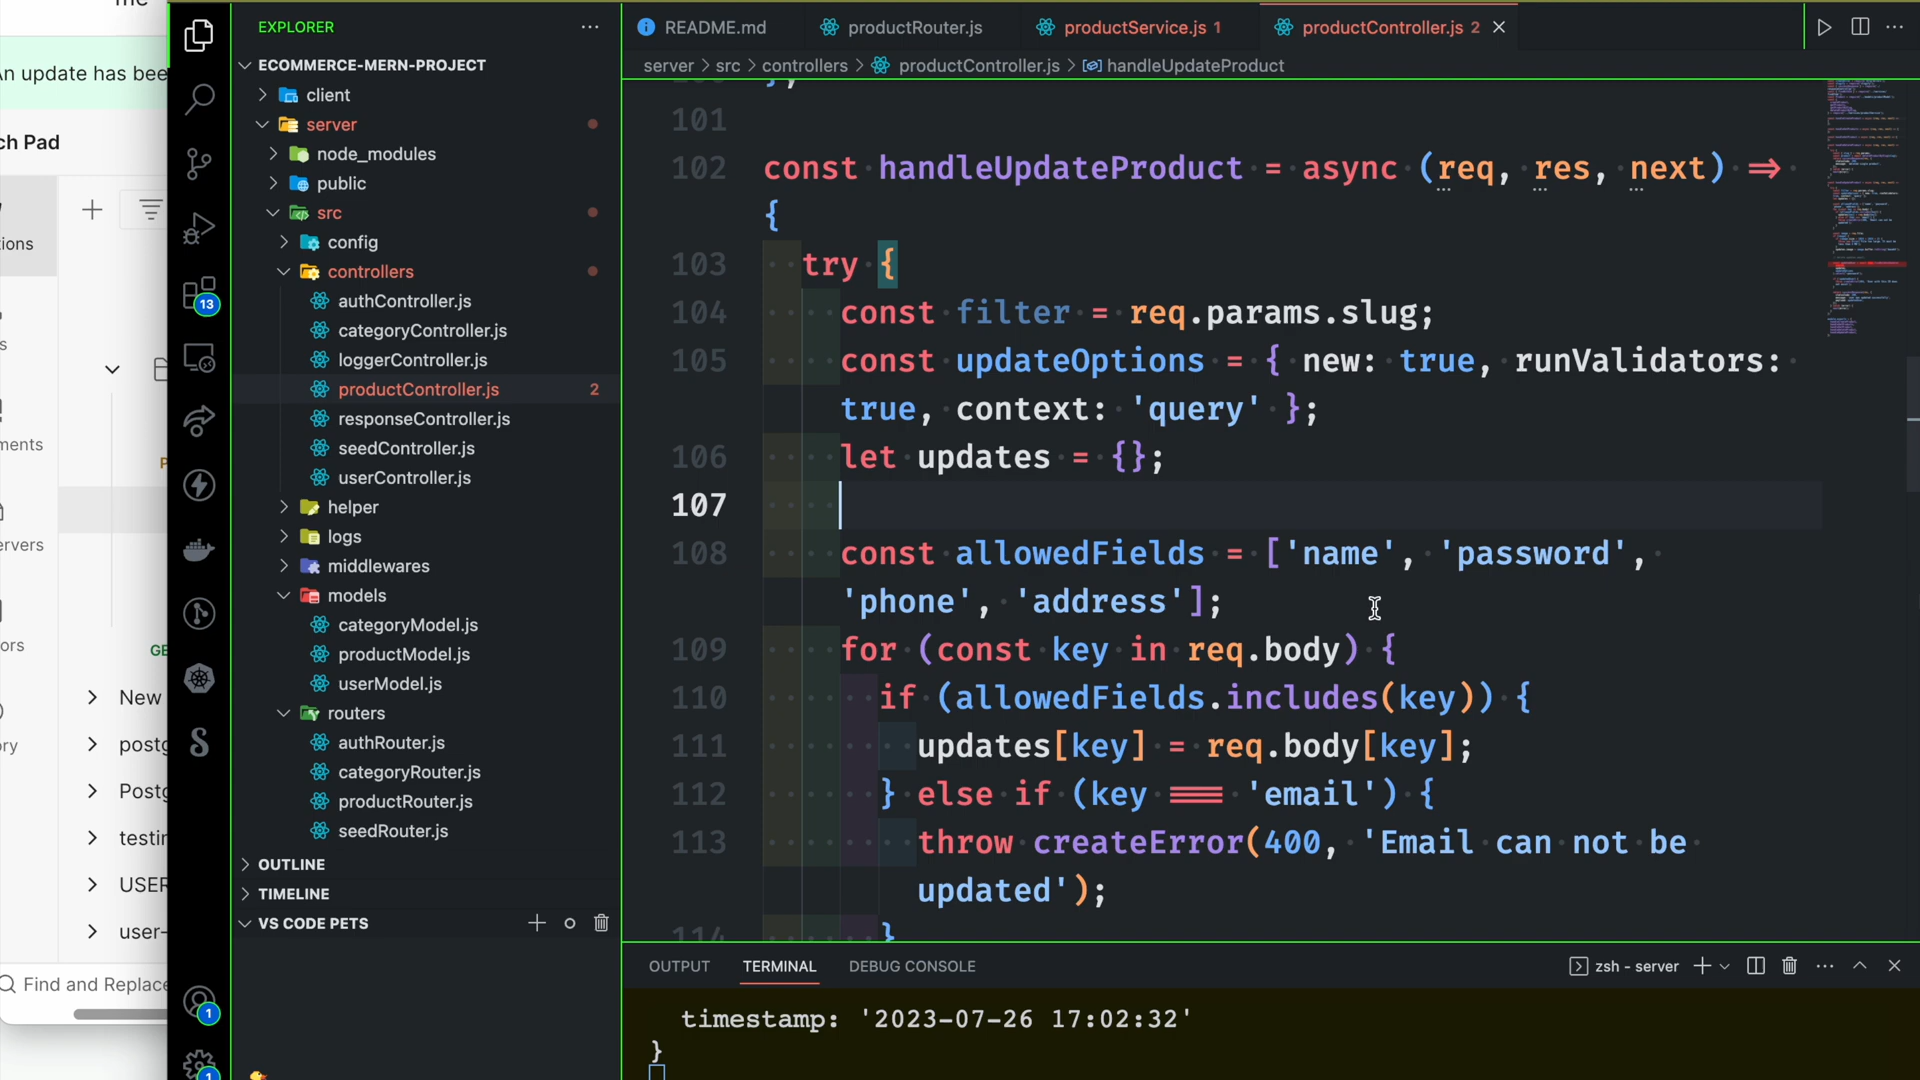 me
An update has bee
ch Pad
ions
s
ments
P
ervers
ors
GE
New
ry
postg
Postg
testin
USER
user-
Find and Replace
13
1
1
EXPLORER
ECOMMERCE-MERN-PROJECT
client
server
node_modules
public
src
config
controllers
authController.js
categoryController.js
loggerController.js
productController.js 2
responseController.js
seedController.js
userController.js
helper
logs
middlewares
models
categoryModel.js
productModel.js
userModel.js
routers
authRouter.js
categoryRouter.js
productRouter.js
seedRouter.js
OUTLINE
TIMELINE
VS CODE PETS
README.md productRouter.js productService.js 1 productController.js 2
server > src > controllers > productController.js > handleUpdateProduct
101
102 const handleUpdateProduct = async (req, res, next) =>
{
103 try {
104 const filter = req.params.slug;
105 const updateOptions = { new: true, runValidators:
true, context: 'query' };
106 let updates = {};
107
108 const allowedFields = ['name', 'password',
'phone', 'address'];
109 for (const key in req.body) {
110 if (allowedFields.includes(key)) {
111 updates[key] = req.body[key];
112 } else if (key === 'email') {
113 throw createError(400, 'Email can not be
updated');
114 }
OUTPUT TERMINAL DEBUG CONSOLE zsh - server
timestamp: '2023-07-26 17:02:32'
}